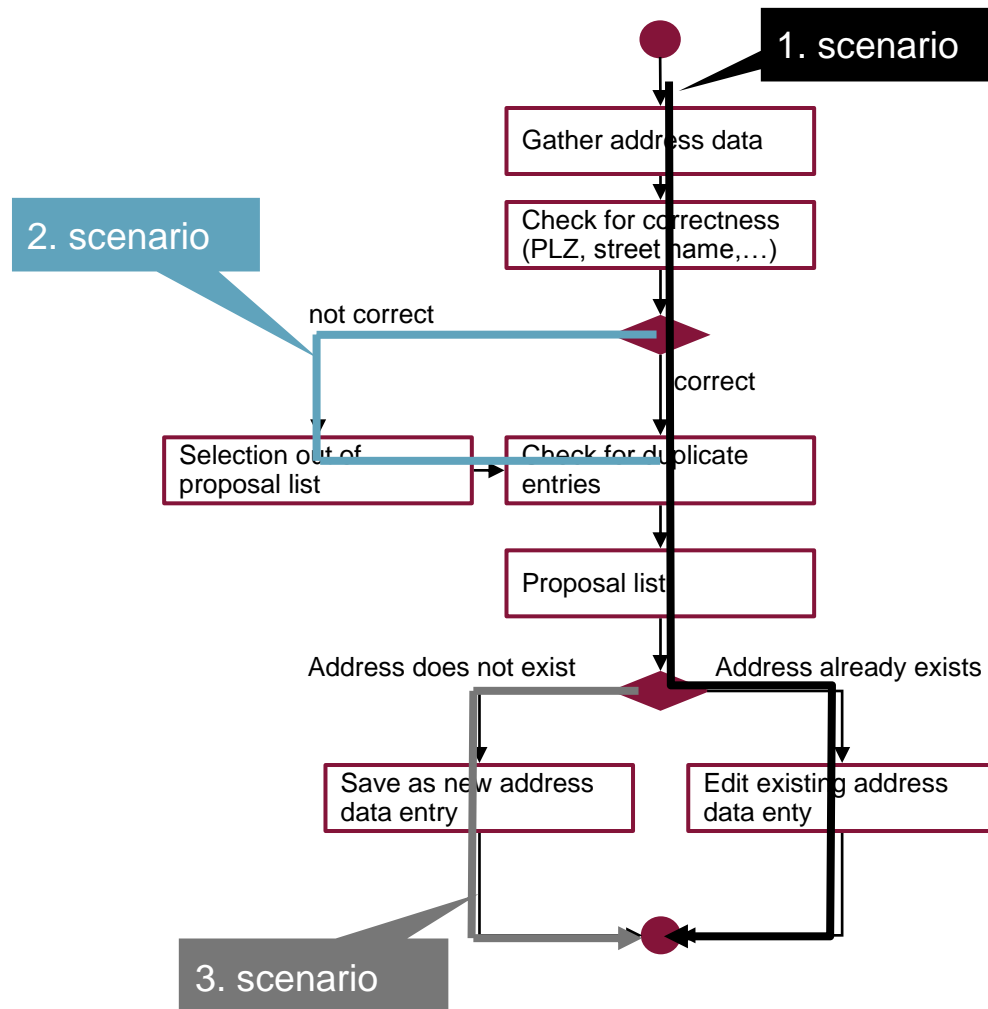 1. scenario
Gather address data
Check for correctness
(PLZ, street name,…)
2. scenario
not correct
correct
Selection out of
proposal list
Check for duplicate
entries
Proposal list
Address does not exist
Address already exists
Save as new address
data entry
Edit existing address
data enty
3. scenario